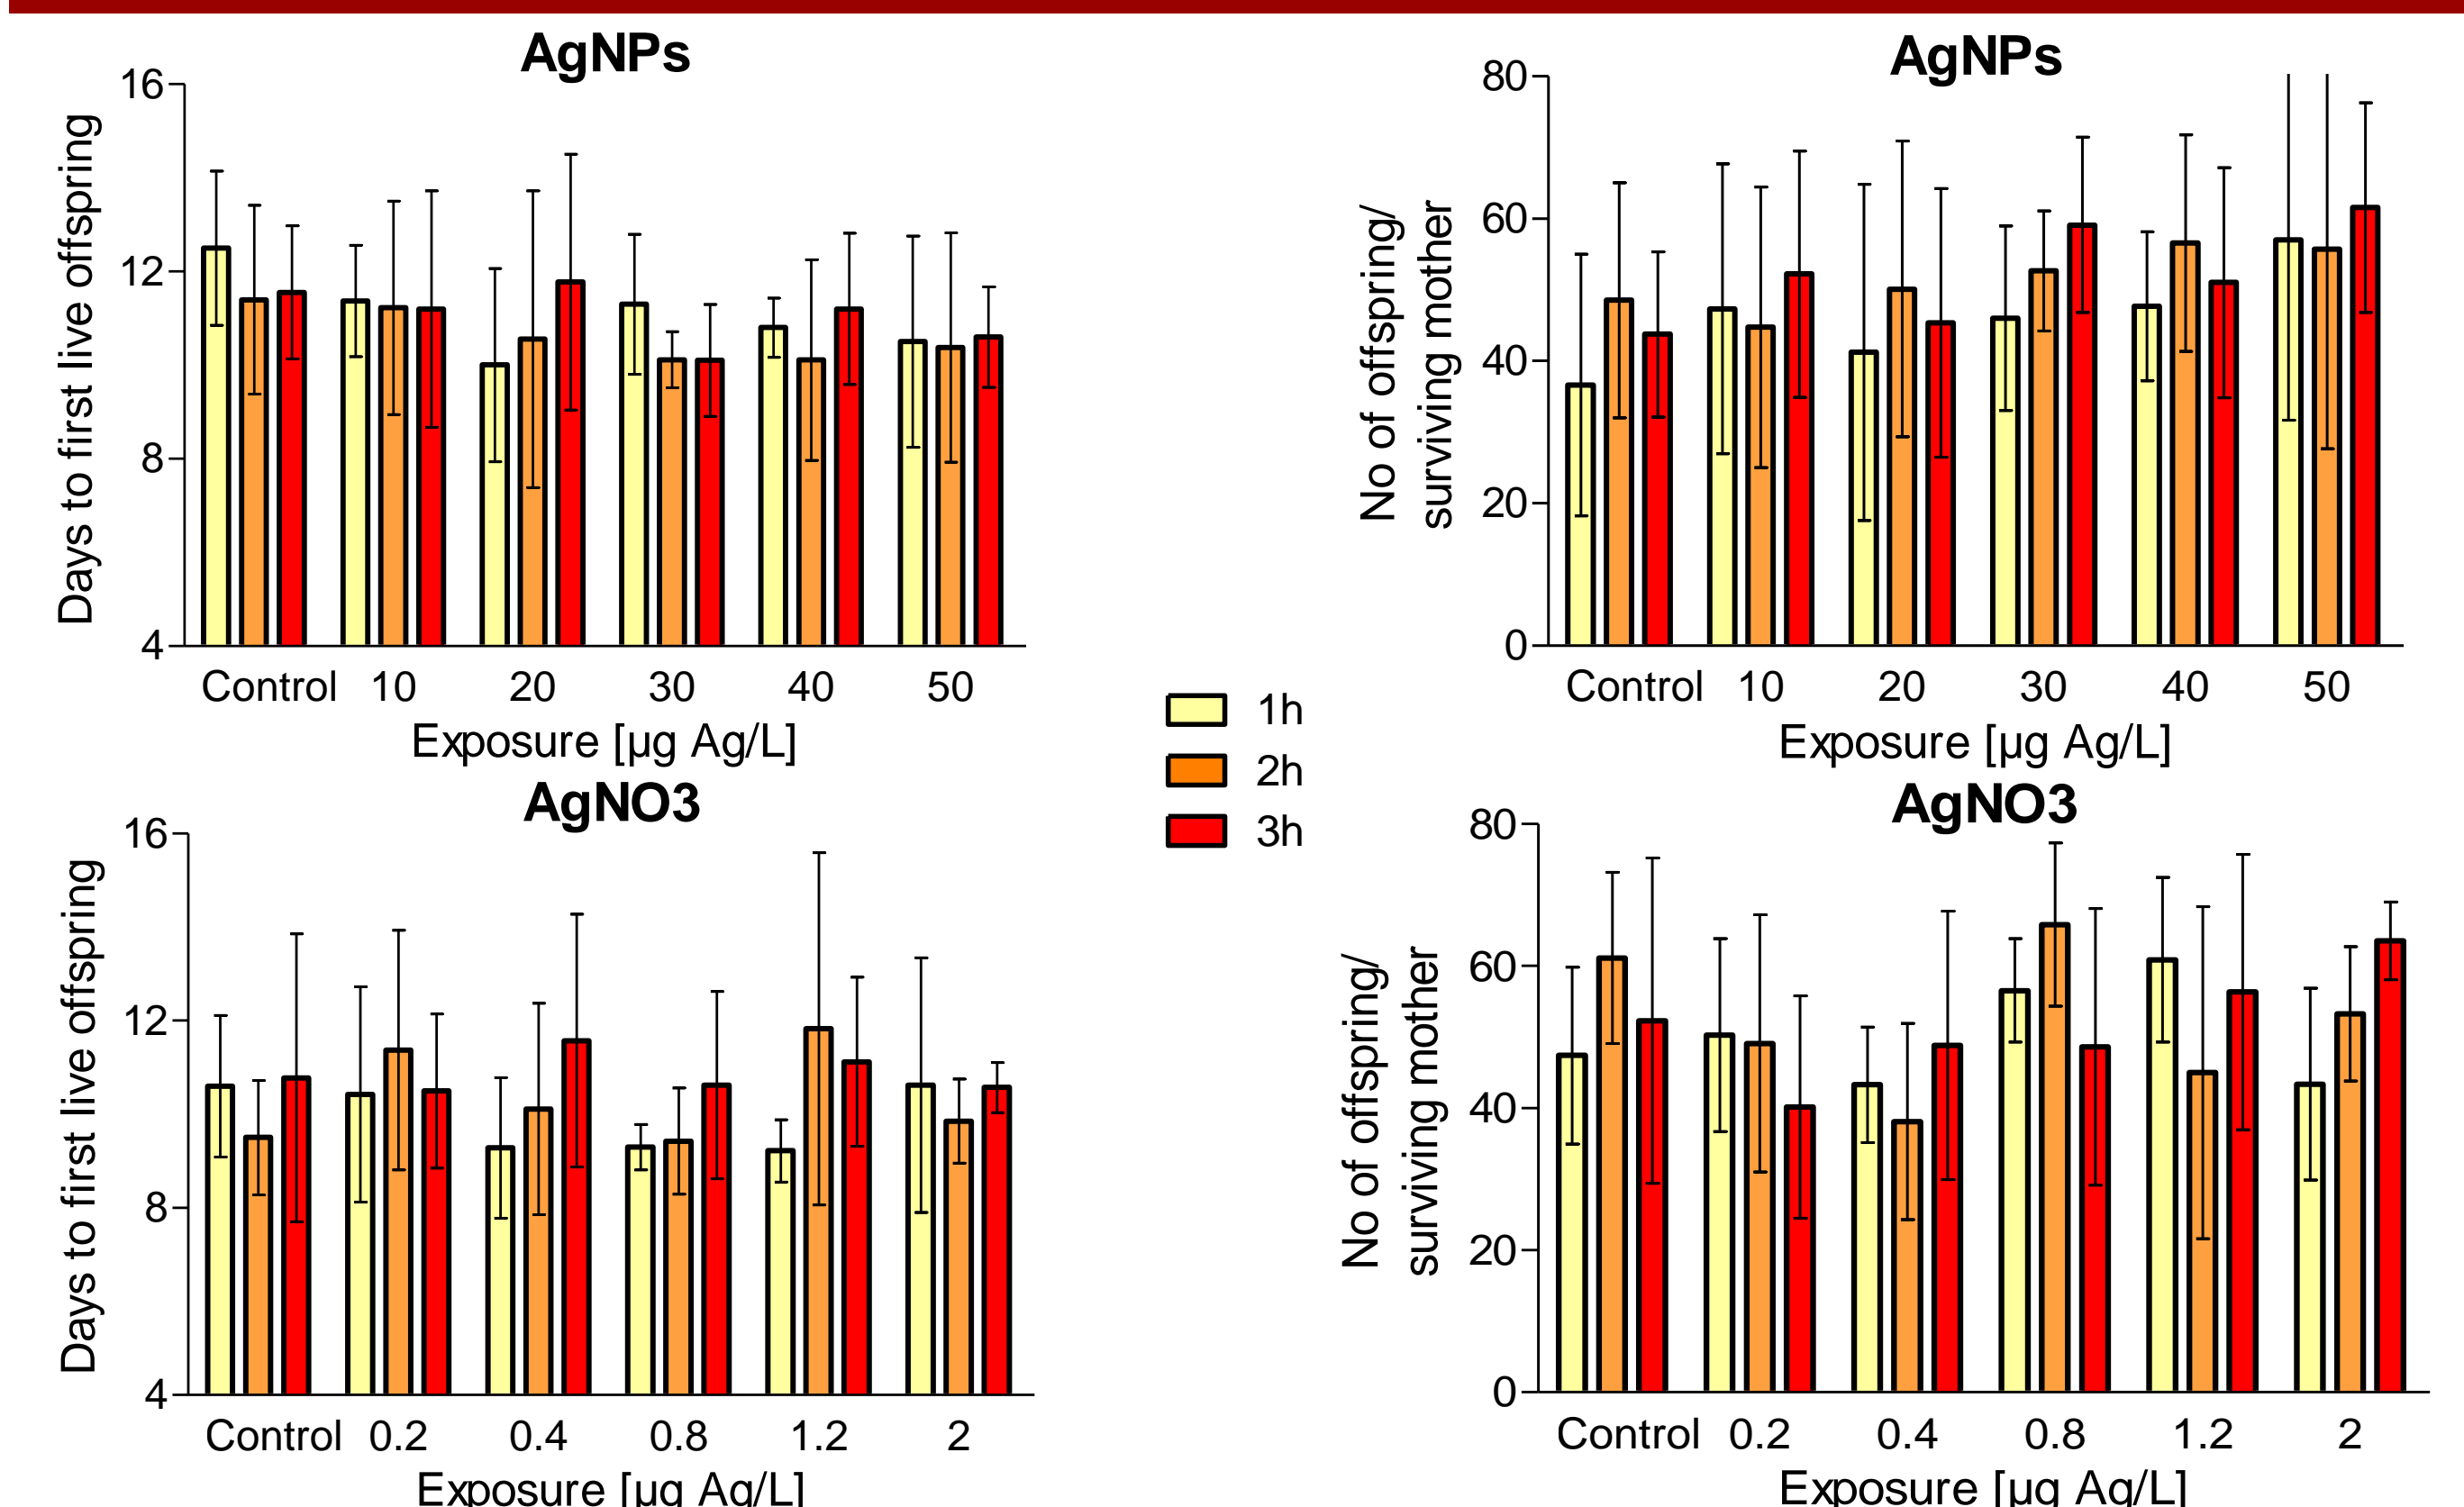 AgNPs
16
12
8
4
Days to first live offspring
Control 10 20 30 40 50
Exposure [µg Ag/L]
AgNPs
80
60
40
20
0
No of offspring/
surviving mother
Control 10 20 30 40 50
Exposure [µg Ag/L]
1h
2h
3h
AgNO3
16
12
8
4
Days to first live offspring
Control 0.2 0.4 0.8 1.2 2
Exposure [µg Ag/L]
AgNO3
80
60
40
20
0
No of offspring/
surviving mother
Control 0.2 0.4 0.8 1.2 2
Exposure [µg Ag/L]